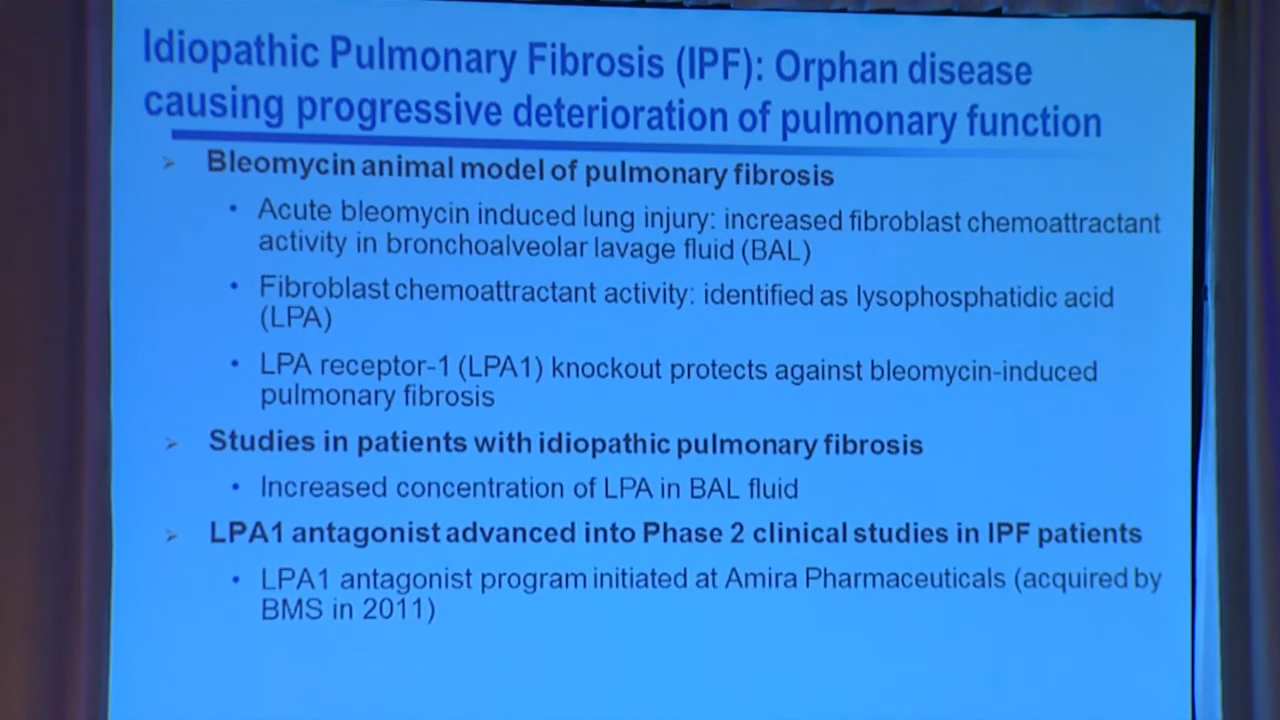 Idiopathic Pulmonary Fibrosis (IPF): Orphan disease
causing progressive deterioration of pulmonary function
➢ Bleomycin animal model of pulmonary fibrosis
• Acute bleomycin induced lung injury: increased fibroblast chemoattractant
activity in bronchoalveolar lavage fluid (BAL)
• Fibroblast chemoattractant activity: identified as lysophosphatidic acid
(LPA)
• LPA receptor-1 (LPA1) knockout protects against bleomycin-induced
pulmonary fibrosis
➢ Studies in patients with idiopathic pulmonary fibrosis
• Increased concentration of LPA in BAL fluid
➢ LPA1 antagonist advanced into Phase 2 clinical studies in IPF patients
• LPA1 antagonist program initiated at Amira Pharmaceuticals (acquired by
BMS in 2011)